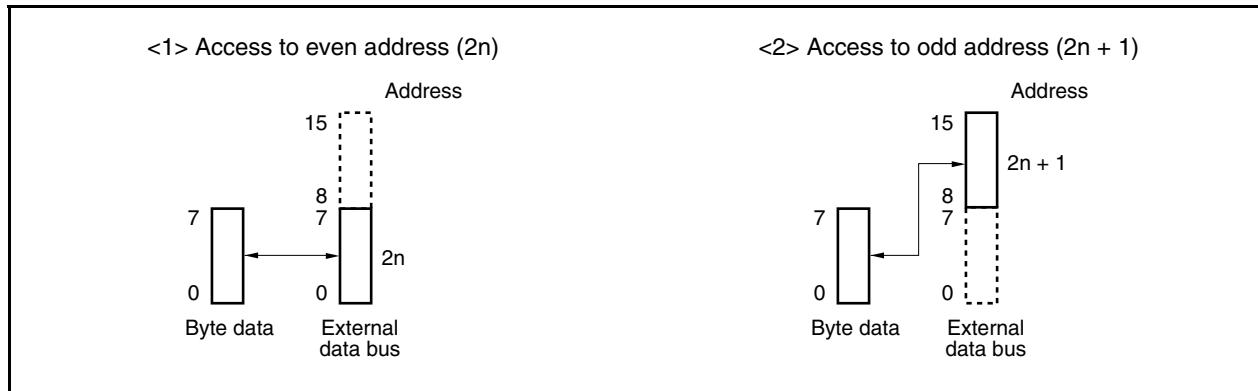 <1> Access to even address (2n)
Address
15
8
7
7
2n
0
0
Byte data
External
data bus
<2> Access to odd address (2n + 1)
Address
15
2n + 1
8
7
7
0
0
Byte data
External
data bus